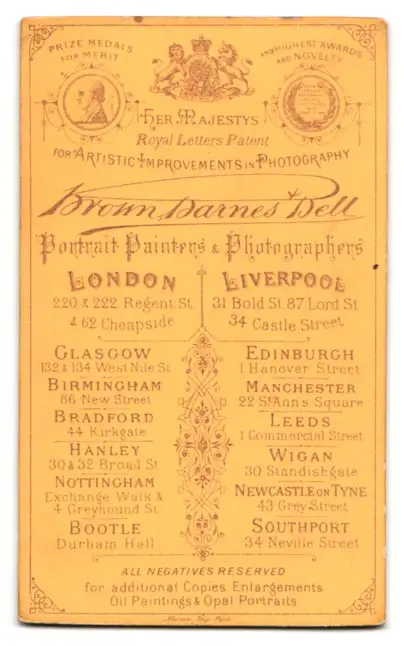 PRIZE MEDALS
FOR MERIT
AND HIGHEST AWARDS
AND NOVELTY
HER MAJESTYS
Royal Letters Patent
FOR ARTISTIC IMPROVEMENTS IN PHOTOGRAPHY
Brown Barnes & Bell
Portrait Painters & Photographers
LONDON
220 & 222 Regent St.
& 62 Cheapside
LIVERPOOL
31 Bold St. 87 Lord St
34 Castle Street
GLASGOW
132 & 134 West Nile St
BIRMINGHAM
86 New Street
BRADFORD
44 Kirkgate
HANLEY
30 & 32 Broad St
NOTTINGHAM
Exchange Walk &
4 Greyhound St.
BOOTLE
Durham Hall
EDINBURGH
1 Hanover Street
MANCHESTER
22 St Ann's Square
LEEDS
1 Commercial Street
WIGAN
30 Standishgate
NEWCASTLE ON TYNE
43 Grey Street
SOUTHPORT
34 Neville Street
ALL NEGATIVES RESERVED
for additional Copies Enlargements
Oil Paintings & Opal Portraits